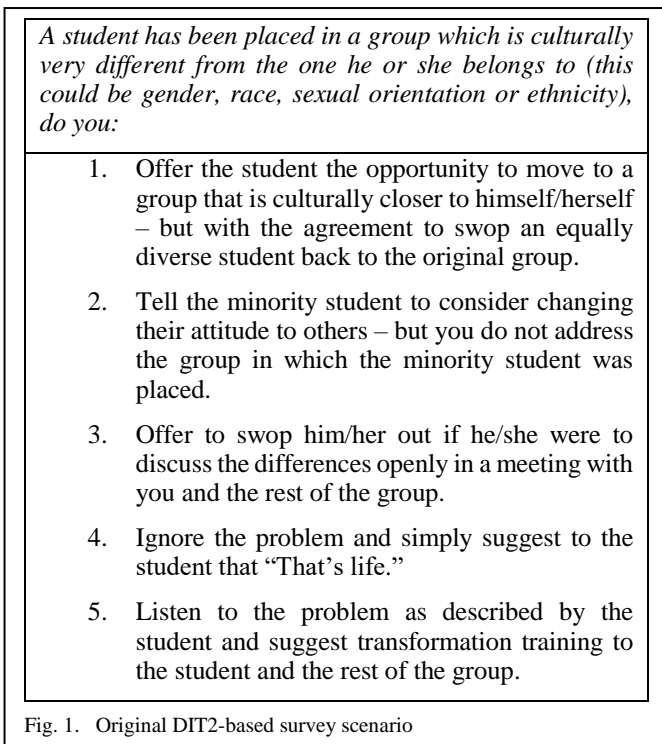 A student has been placed in a group which is culturally
very different from the one he or she belongs to (this
could be gender, race, sexual orientation or ethnicity),
do you:
1. Offer the student the opportunity to move to a
group that is culturally closer to himself/herself
– but with the agreement to swop an equally
diverse student back to the original group.
2. Tell the minority student to consider changing
their attitude to others – but you do not address
the group in which the minority student was
placed.
3. Offer to swop him/her out if he/she were to
discuss the differences openly in a meeting with
you and the rest of the group.
4. Ignore the problem and simply suggest to the
student that “That’s life.”
5. Listen to the problem as described by the
student and suggest transformation training to
the student and the rest of the group.
Fig. 1. Original DIT2-based survey scenario